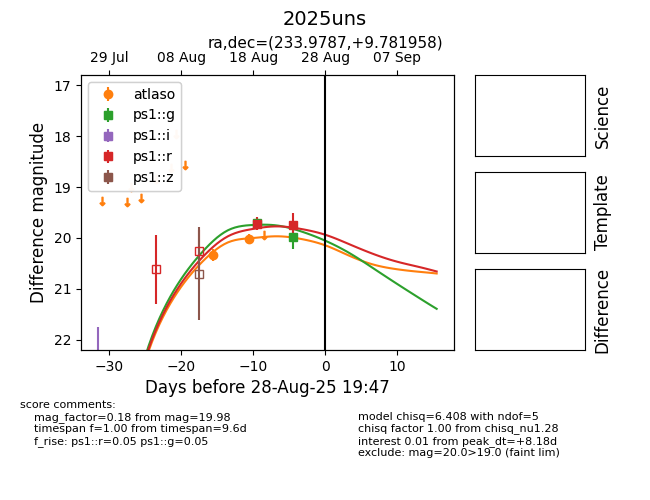 2025uns
ra,dec=(233.9787,+9.781958)
29 Jul 08 Aug 18 Aug 28 Aug 07 Sep
17
18
19
20
21
22
Difference magnitude
atlaso
ps1::g
ps1::i
ps1::r
ps1::z
−30 −20 −10 0 10
Days before 28-Aug-25 19:47
Science
Template
Difference
score comments:
mag_factor=0.18 from mag=19.98
timespan f=1.00 from timespan=9.6d
f_rise: ps1::r=0.05 ps1::g=0.05
model chisq=6.408 with ndof=5
chisq factor 1.00 from chisq_nu1.28
interest 0.01 from peak_dt=+8.18d
exclude: mag=20.0>19.0 (faint lim)